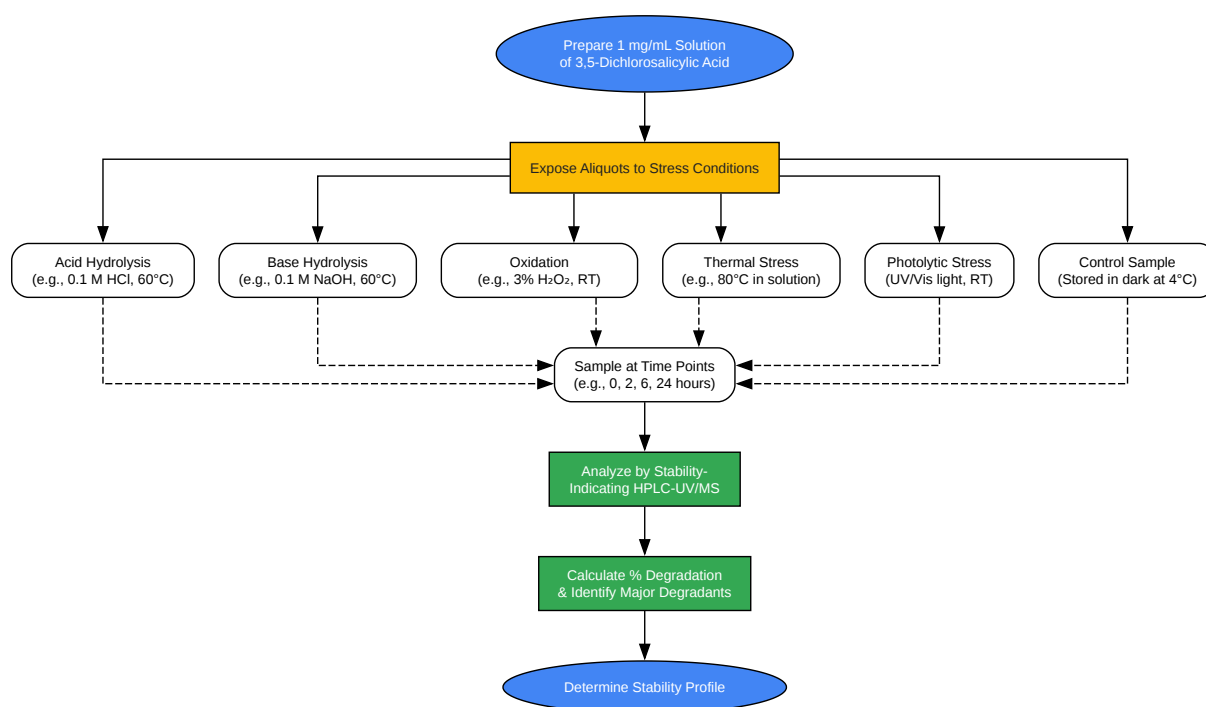 Prepare 1 mg/mL Solution
of 3,5-Dichlorosalicylic Acid
Expose Aliquots to Stress Conditions
Acid Hydrolysis
(e.g., 0.1 M HCl, 60°C)
Base Hydrolysis
(e.g., 0.1 M NaOH, 60°C)
Oxidation
(e.g., 3% H₂O₂, RT)
Thermal Stress
(e.g., 80°C in solution)
Photolytic Stress
(UV/Vis light, RT)
Control Sample
(Stored in dark at 4°C)
Sample at Time Points
(e.g., 0, 2, 6, 24 hours)
Analyze by Stability-
Indicating HPLC-UV/MS
Calculate % Degradation
& Identify Major Degradants
Determine Stability Profile